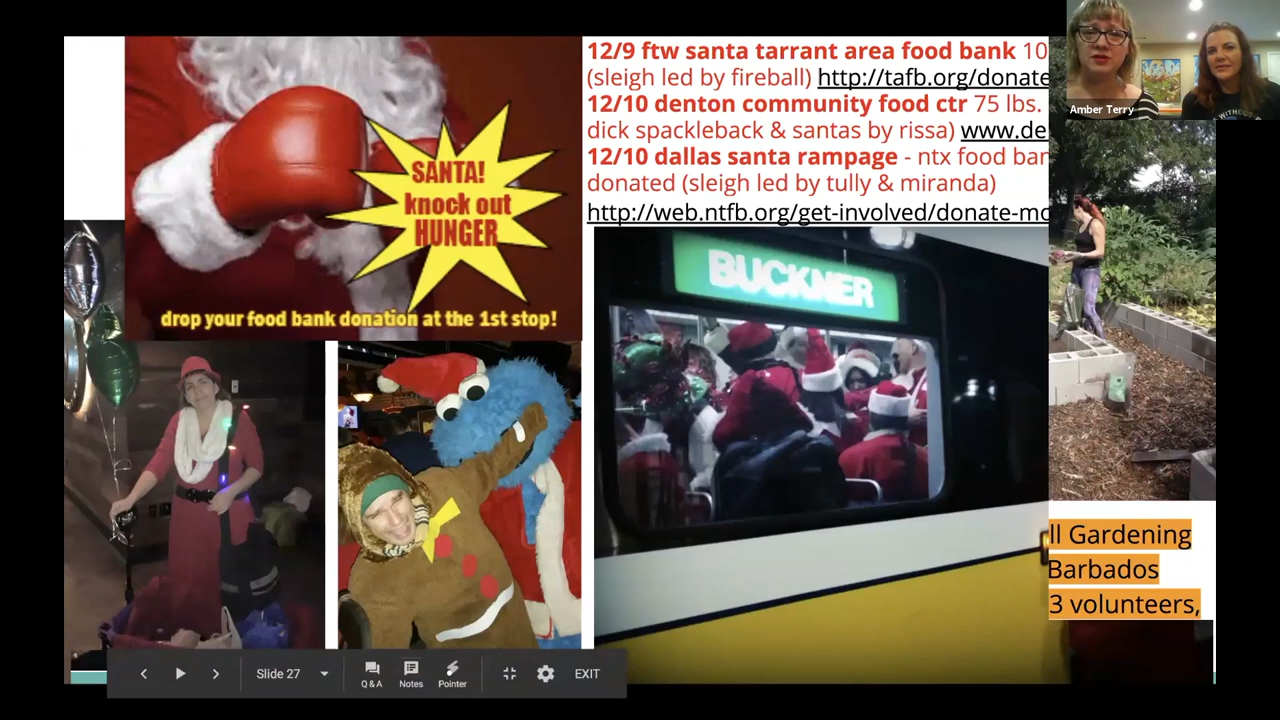 12/9 ftw santa tarrant area food bank 10
(sleigh led by fireball) http://tafb.org/donate
12/10 denton community food ctr 75 lbs.
dick spackleback & santas by rissa) www.de
12/10 dallas santa rampage - ntx food ban
donated (sleigh led by tully & miranda)
http://web.ntfb.org/get-involved/donate-mo
Amber Terry
SANTA!
knock out
HUNGER
drop your food bank donation at the 1st stop!
BUCKNER
ll Gardening
Barbados
3 volunteers,
Slide 27
Q & A
Notes
Pointer
EXIT